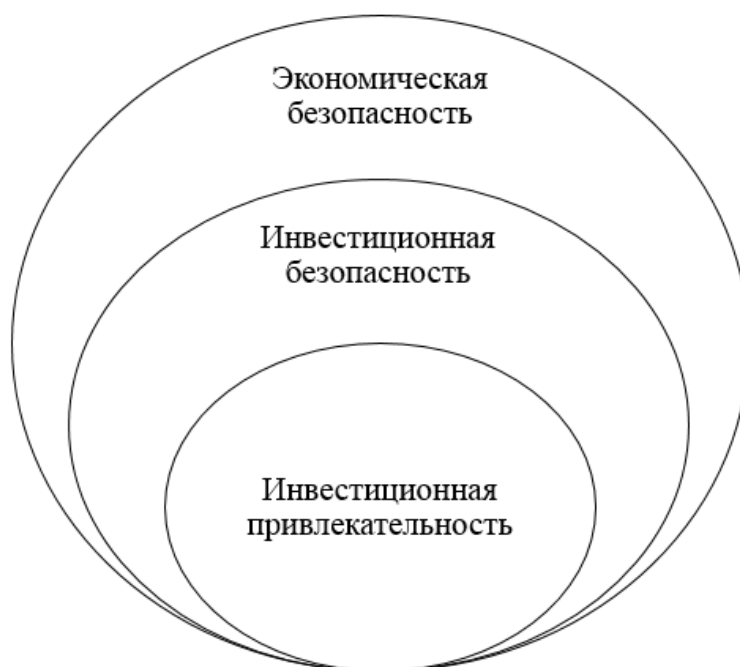 Экономическая
безопасность
Инвестиционная
безопасность
Инвестиционная
привлекательность